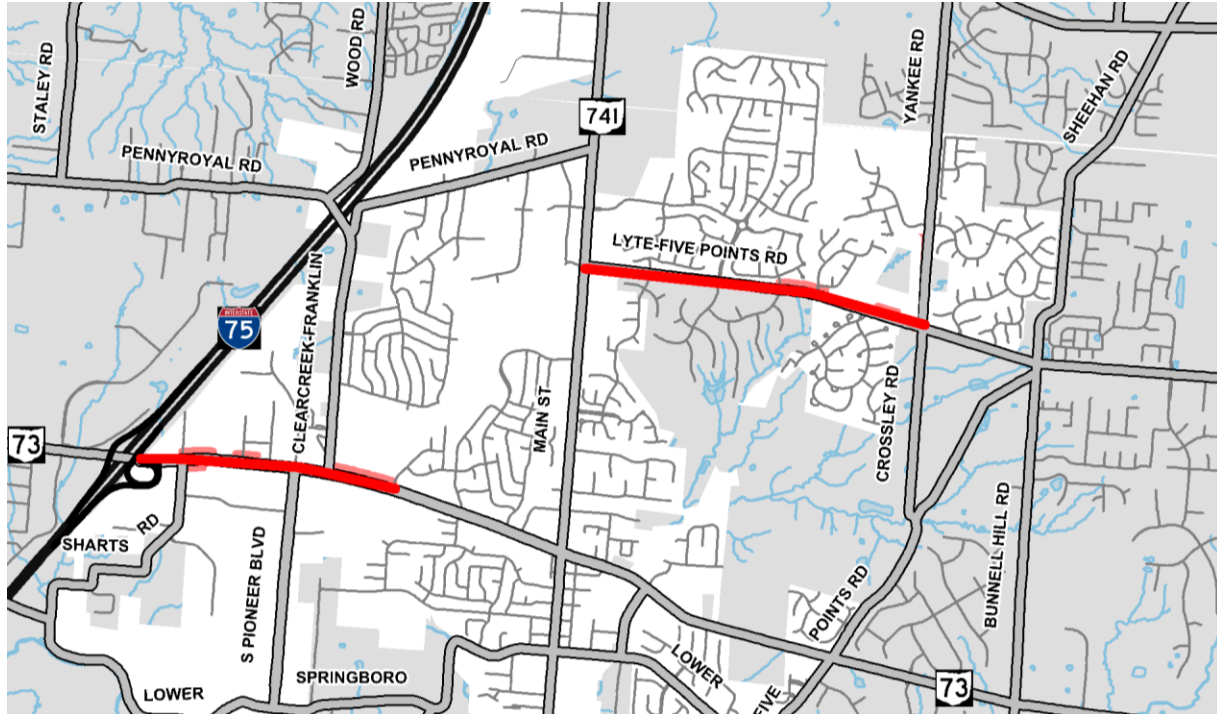 STALEY RD
WOOD RD
YANKEE RD
SHEEHAN RD
741
PENNYROYAL RD
PENNYROYAL RD
LYTE-FIVE POINTS RD
INTERSTATE
75
CLEARCREEK-FRANKLIN
MAIN ST
CROSSLEY RD
73
SHARTS RD
S PIONEER BLVD
BUNNELL HILL RD
POINTS RD
FIVE
LOWER
SPRINGBORO
LOWER
73